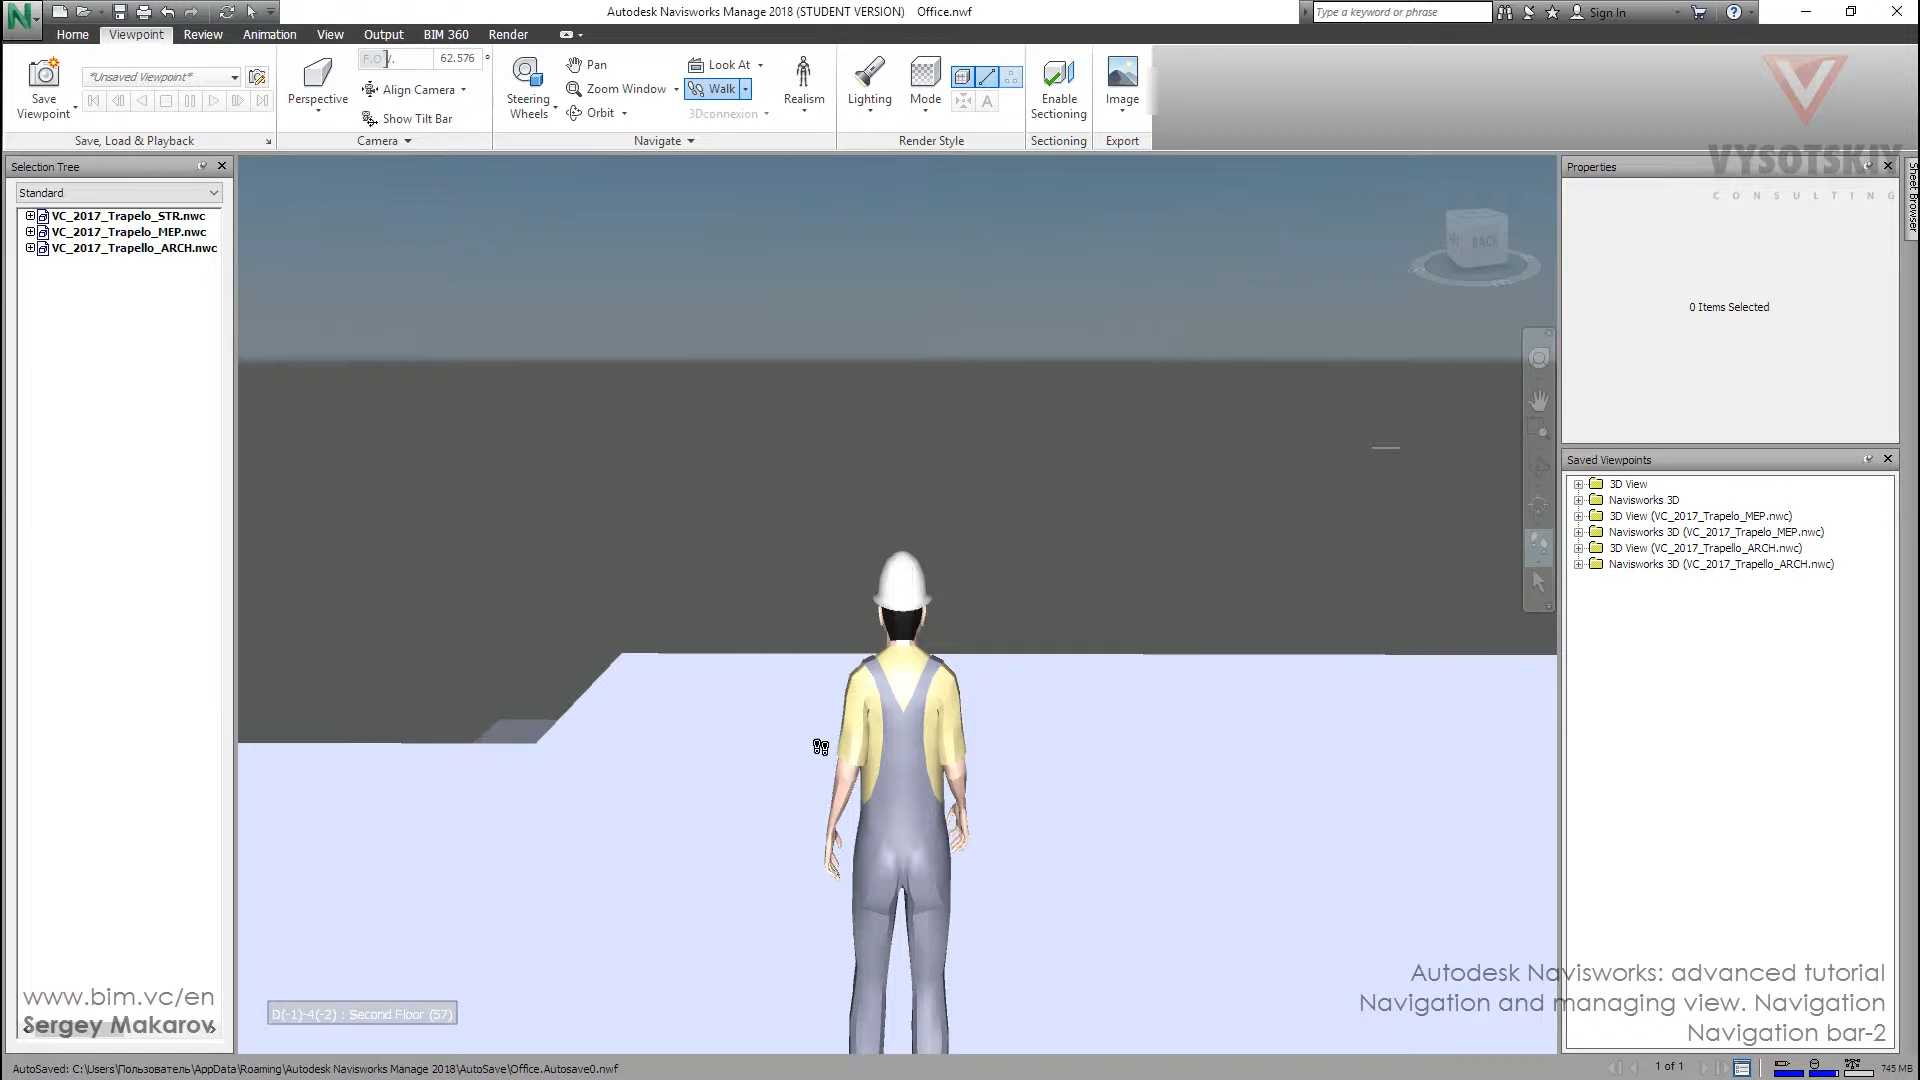 Autodesk Navisworks Manage 2018 (STUDENT VERSION) Office.nwf
Type a keyword or phrase
Sign In
Home Viewpoint Review Animation View Output BIM 360 Render
Save Viewpoint
*Unsaved Viewpoint*
Save, Load & Playback
Perspective
F.O.V. 62.576 °
Align Camera
Show Tilt Bar
Camera
Steering Wheels
Pan
Zoom Window
Orbit
Look At
Walk
3Dconnexion
Navigate
Realism
Lighting
Mode
A
Render Style
Enable Sectioning
Sectioning
Image
Export
VYSOTSKIY
CONSULTING
Selection Tree
Standard
VC_2017_Trapelo_STR.nwc
VC_2017_Trapelo_MEP.nwc
VC_2017_Trapello_ARCH.nwc
BACK
Properties
0 Items Selected
Sheet Browser
Saved Viewpoints
3D View
Navisworks 3D
3D View (VC_2017_Trapelo_MEP.nwc)
Navisworks 3D (VC_2017_Trapelo_MEP.nwc)
3D View (VC_2017_Trapello_ARCH.nwc)
Navisworks 3D (VC_2017_Trapello_ARCH.nwc)
D(-1)-4(-2) : Second Floor (57)
www.bim.vc/en
Sergey Makarov
Autodesk Navisworks: advanced tutorial
Navigation and managing view. Navigation
Navigation bar-2
AutoSaved: C:\Users\Пользователь\AppData\Roaming\Autodesk Navisworks Manage 2018\AutoSave\Office.Autosave0.nwf
1 of 1
745 MB